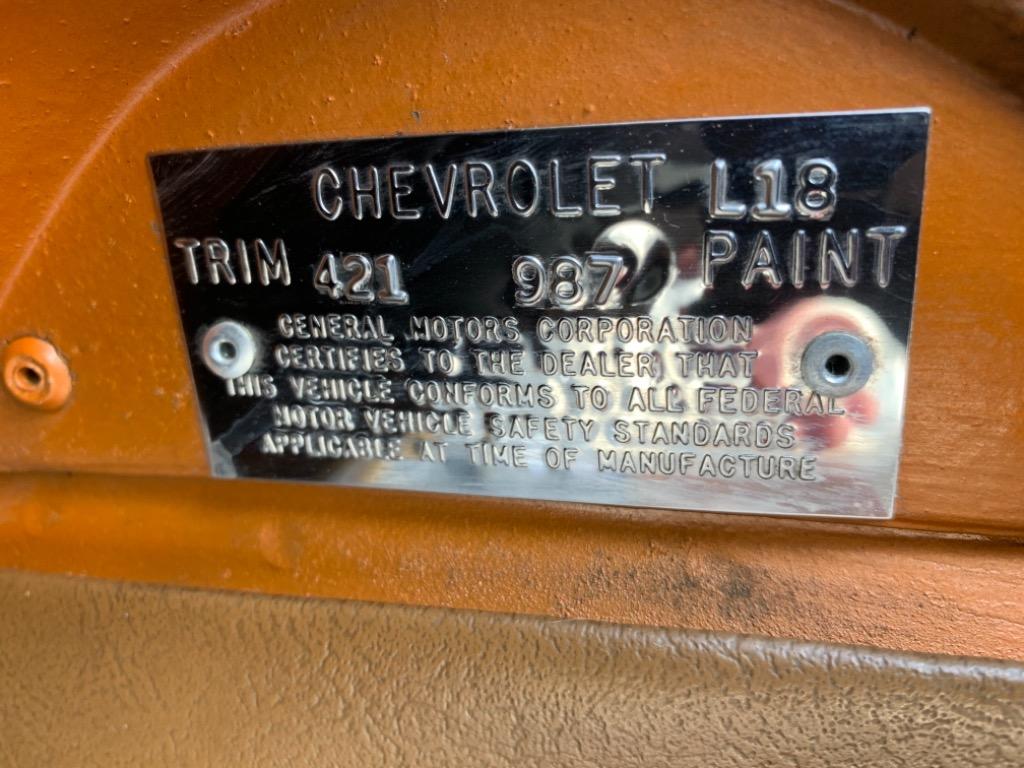 CHEVROLET L18
TRIM 421 987 PAINT
GENERAL MOTORS CORPORATION
CERTIFIES TO THE DEALER THAT
THIS VEHICLE CONFORMS TO ALL FEDERAL
MOTOR VEHICLE SAFETY STANDARDS
APPLICABLE AT TIME OF MANUFACTURE